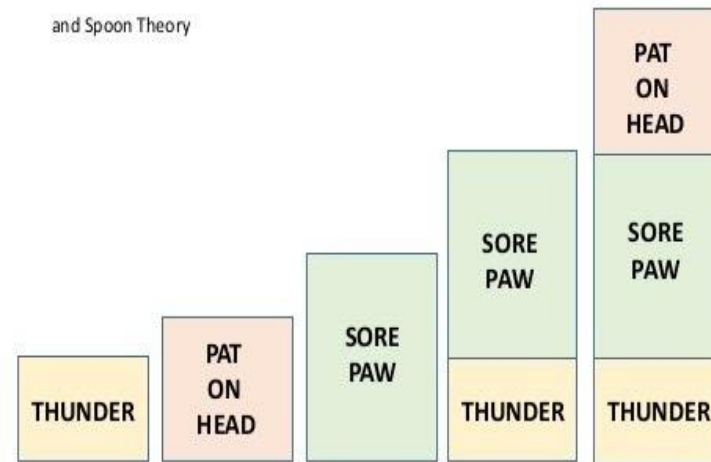 and Spoon Theory
THUNDER
PAT
ON
HEAD
SORE
PAW
SORE
PAW
THUNDER
PAT
ON
HEAD
SORE
PAW
THUNDER